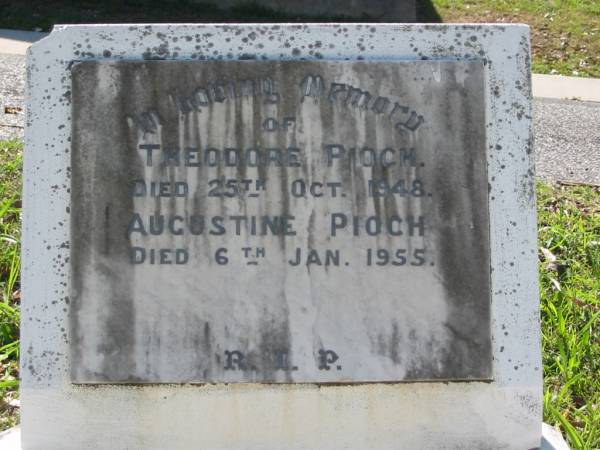 In Loving Memory
OF
THEODORE PIOCH.
DIED 25TH OCT. 1948.
AUGUSTINE PIOCH
DIED 6TH JAN. 1955.
R.I.P.